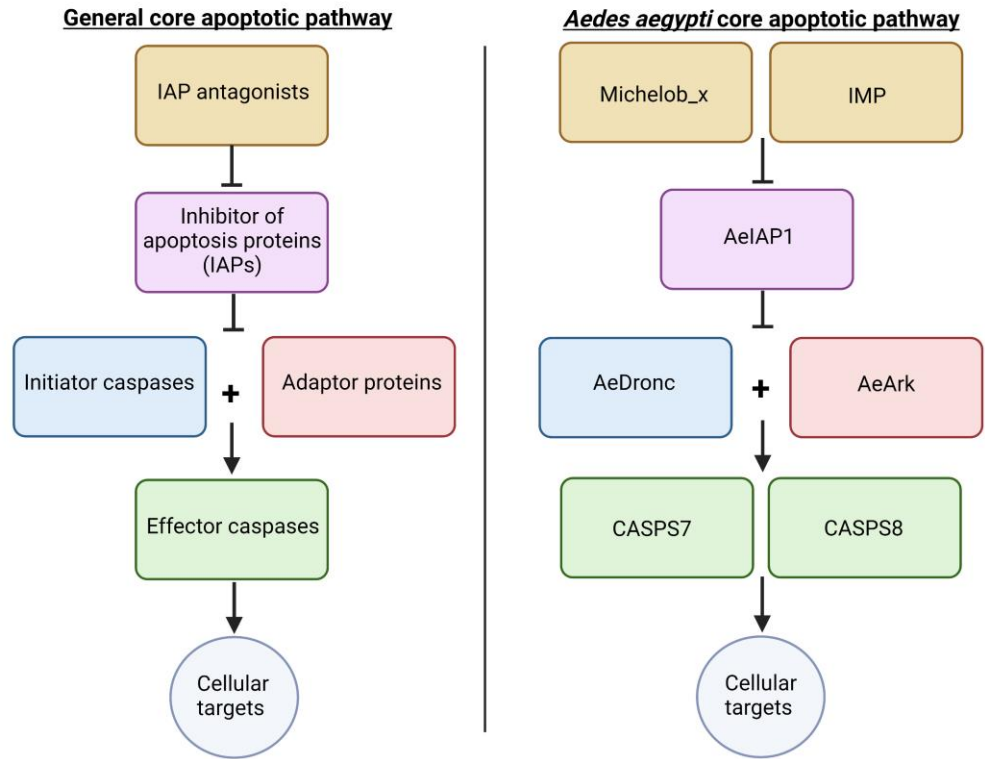 General core apoptotic pathway
IAP antagonists
Inhibitor of
apoptosis proteins
(IAPs)
Initiator caspases
+
Adaptor proteins
Effector caspases
Cellular
targets
Aedes aegypti core apoptotic pathway
Michelob_x
IMP
AeIAP1
AeDronc
+
AeArk
CASPS7
CASPS8
Cellular
targets